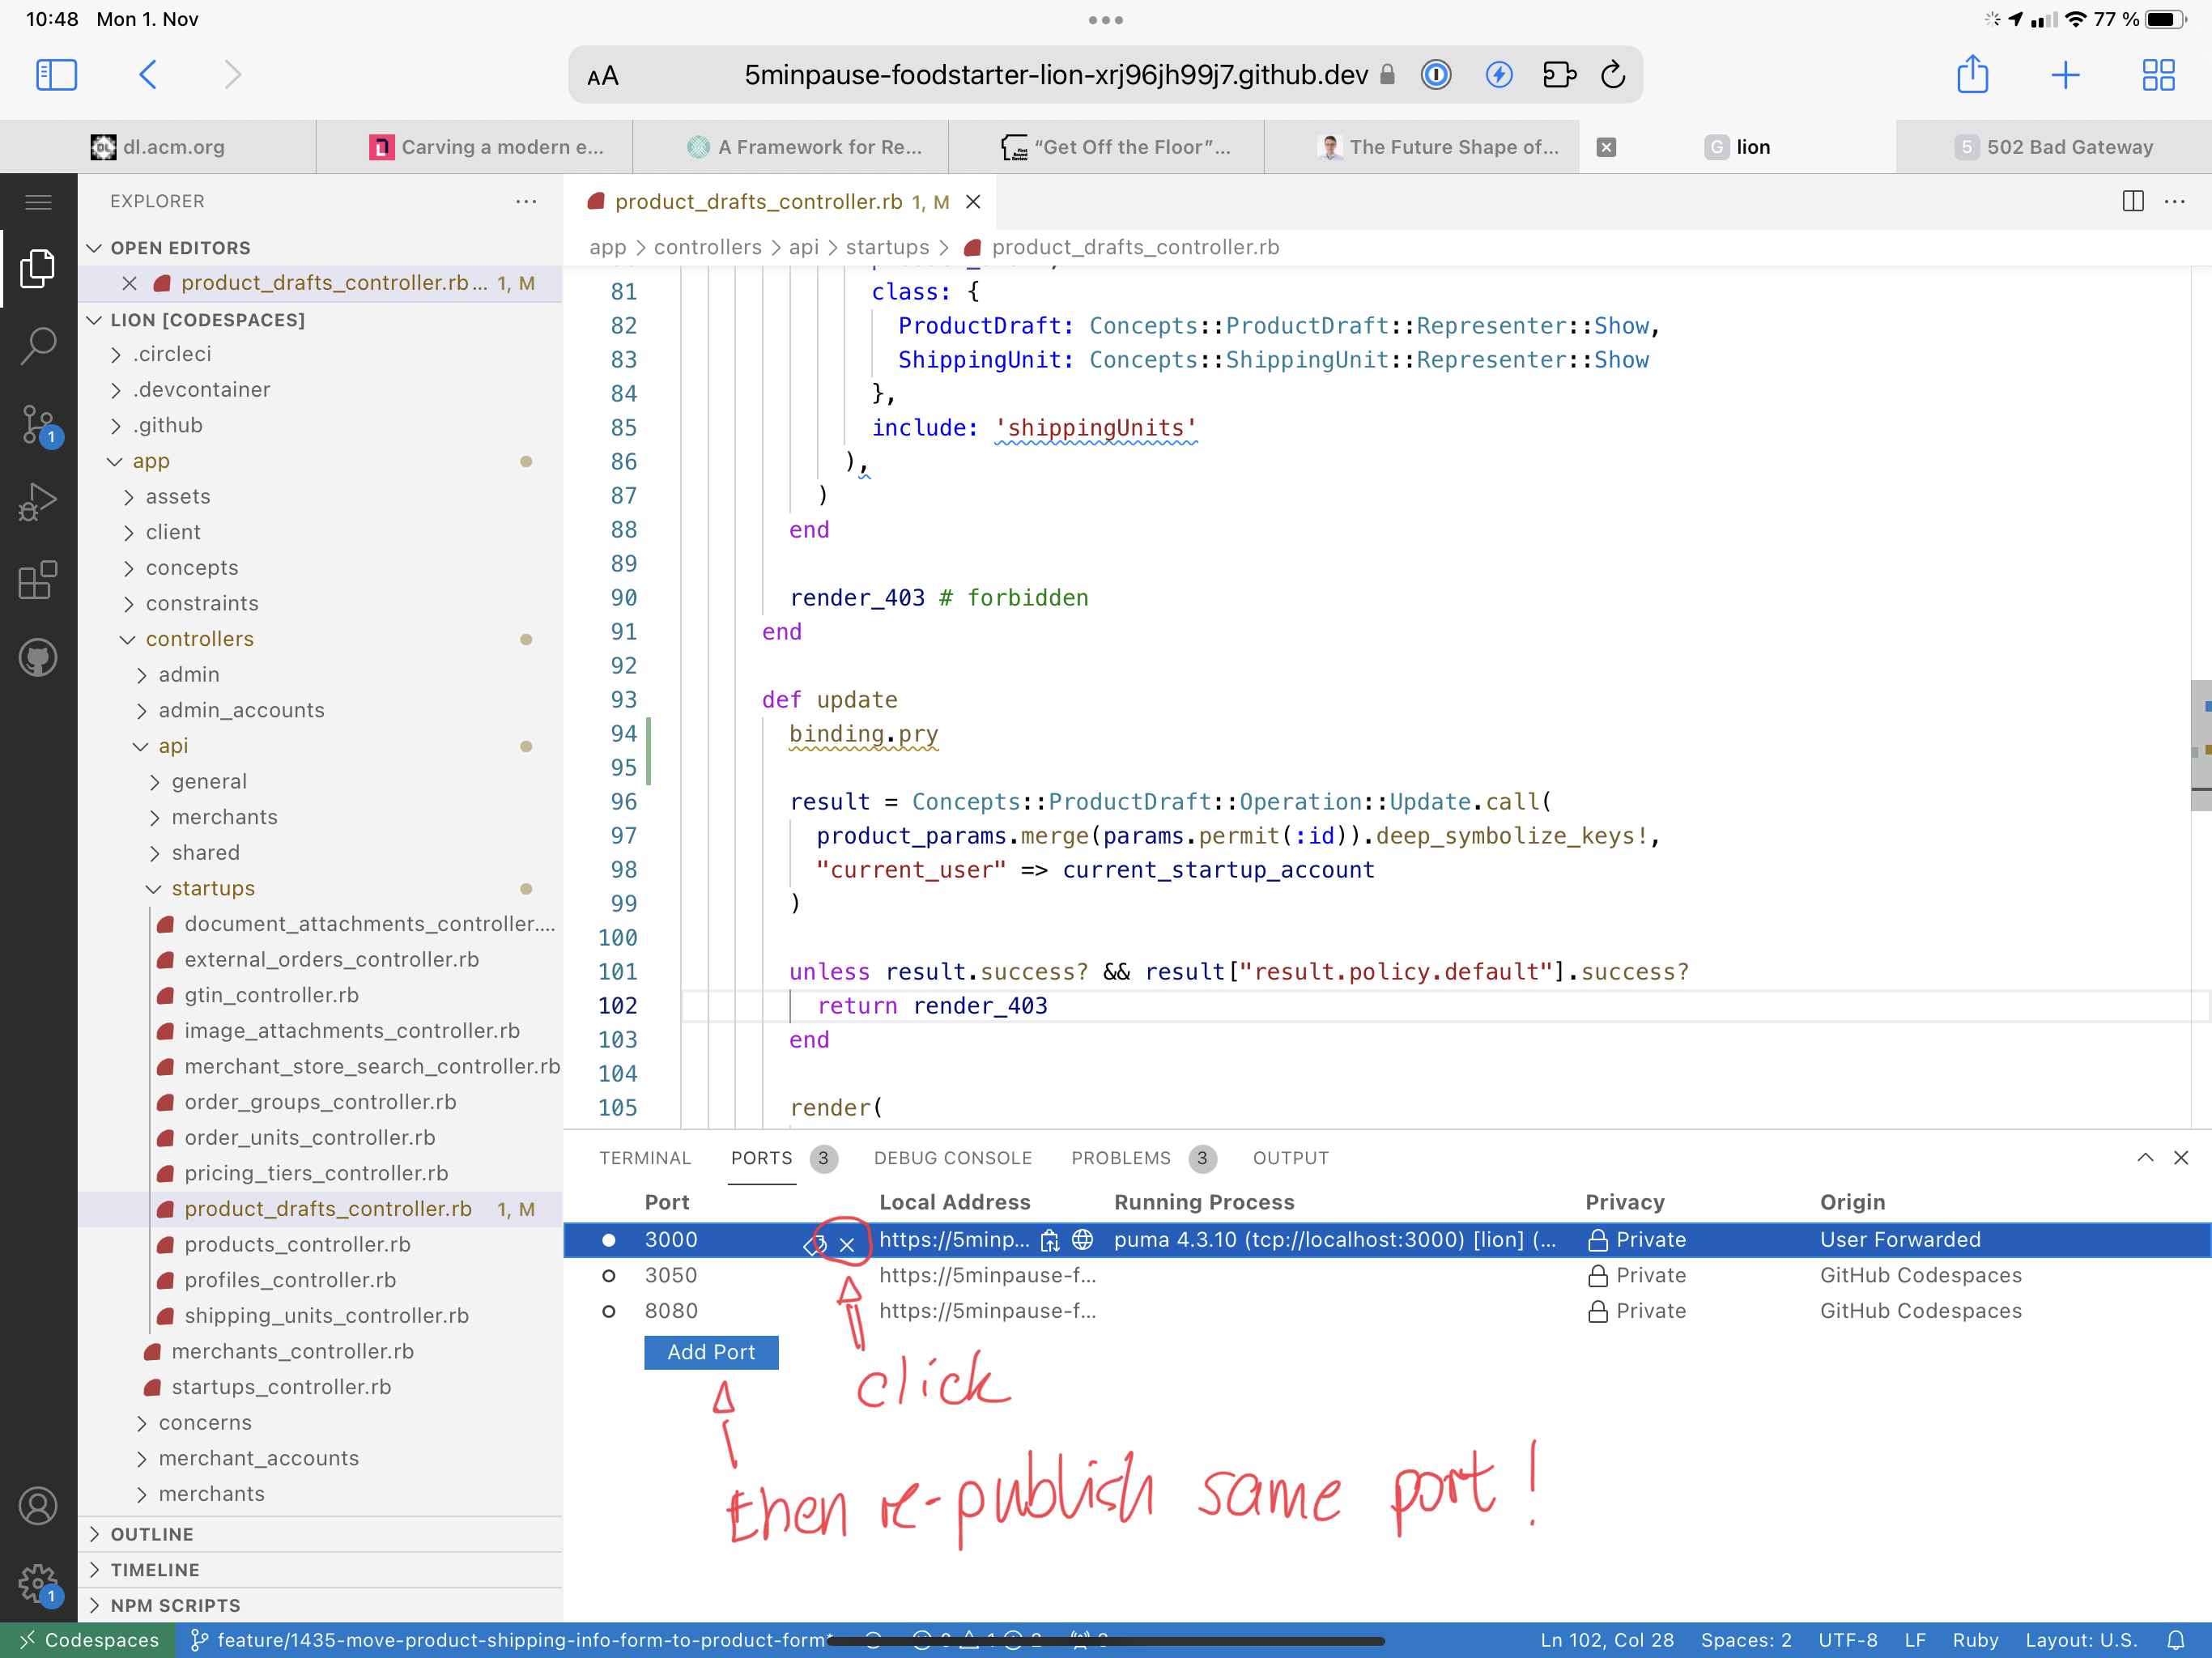 10:48 Mon 1. Nov
77 %
AA 5minpause-foodstarter-lion-xrj96jh99j7.github.dev
dl.acm.org
Carving a modern e...
A Framework for Re...
“Get Off the Floor”...
The Future Shape of...
G lion
5 502 Bad Gateway
EXPLORER
OPEN EDITORS
product_drafts_controller.rb... 1, M
LION [CODESPACES]
.circleci
.devcontainer
.github
app
assets
client
concepts
constraints
controllers
admin
admin_accounts
api
general
merchants
shared
startups
document_attachments_controller....
external_orders_controller.rb
gtin_controller.rb
image_attachments_controller.rb
merchant_store_search_controller.rb
order_groups_controller.rb
order_units_controller.rb
pricing_tiers_controller.rb
product_drafts_controller.rb 1, M
products_controller.rb
profiles_controller.rb
shipping_units_controller.rb
merchants_controller.rb
startups_controller.rb
concerns
merchant_accounts
merchants
OUTLINE
TIMELINE
NPM SCRIPTS
1
1
product_drafts_controller.rb 1, M
app > controllers > api > startups > product_drafts_controller.rb
81 class: {
82 ProductDraft: Concepts::ProductDraft::Representer::Show,
83 ShippingUnit: Concepts::ShippingUnit::Representer::Show
84 },
85 include: 'shippingUnits'
86 ),
87 )
88 end
89
90 render_403 # forbidden
91 end
92
93 def update
94 binding.pry
95
96 result = Concepts::ProductDraft::Operation::Update.call(
97 product_params.merge(params.permit(:id)).deep_symbolize_keys!,
98 "current_user" => current_startup_account
99 )
100
101 unless result.success? && result["result.policy.default"].success?
102 return render_403
103 end
104
105 render(
TERMINAL PORTS 3 DEBUG CONSOLE PROBLEMS 3 OUTPUT
Port Local Address Running Process Privacy Origin
3000 https://5minp... puma 4.3.10 (tcp://localhost:3000) [lion] (... Private User Forwarded
3050 https://5minpause-f... Private GitHub Codespaces
8080 https://5minpause-f... Private GitHub Codespaces
Add Port
click
then re-publish same port!
Codespaces feature/1435-move-product-shipping-info-form-to-product-form*
Ln 102, Col 28 Spaces: 2 UTF-8 LF Ruby Layout: U.S.